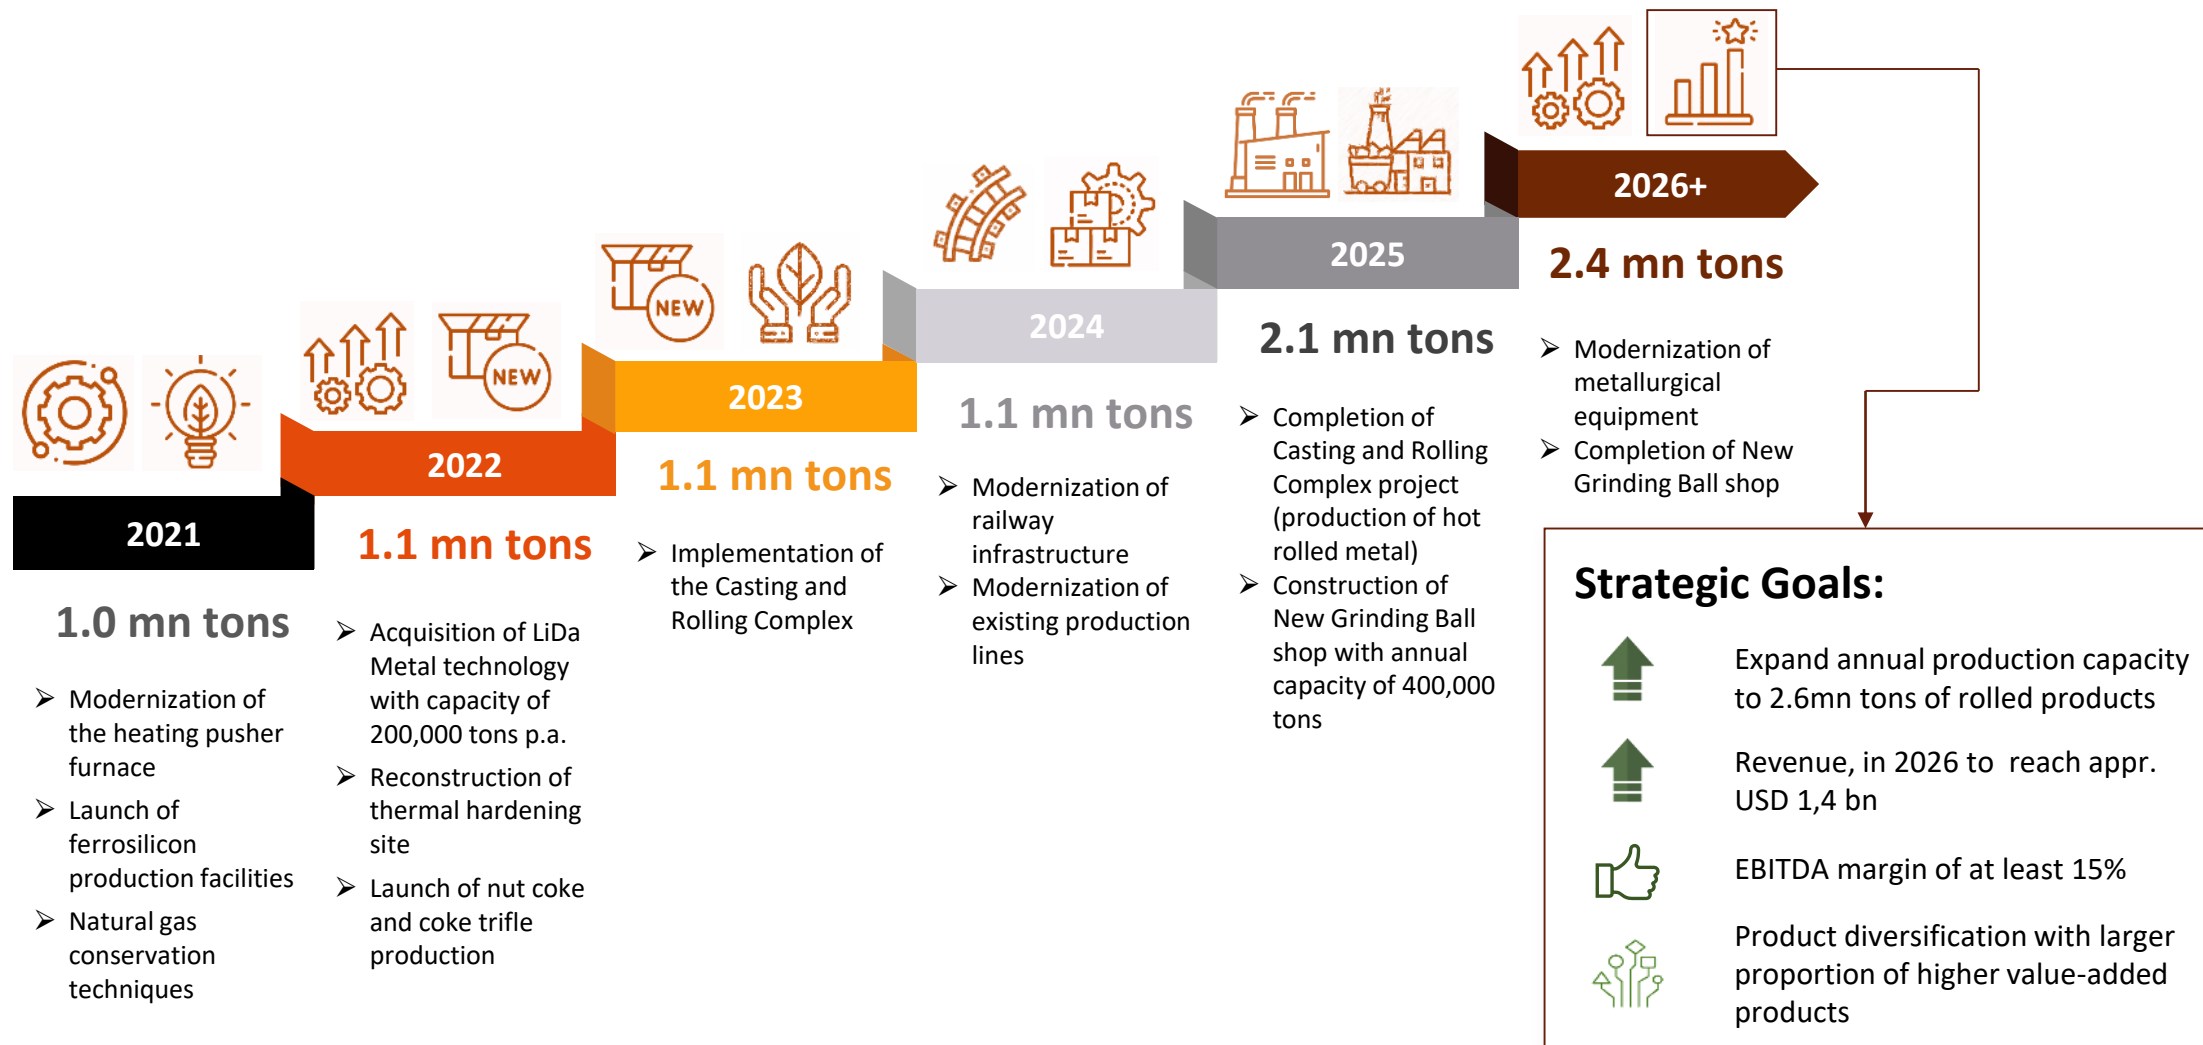 2021
1.0 mn tons
➢ Modernization of
the heating pusher
furnace
➢ Launch of
ferrosilicon
production facilities
➢ Natural gas
conservation
techniques
NEW
2022
1.1 mn tons
➢ Acquisition of LiDa
Metal technology
with capacity of
200,000 tons p.a.
➢ Reconstruction of
thermal hardening
site
➢ Launch of nut coke
and coke trifle
production
NEW
2023
1.1 mn tons
➢ Implementation of
the Casting and
Rolling Complex
2024
1.1 mn tons
➢ Modernization of
railway
infrastructure
➢ Modernization of
existing production
lines
2025
2.1 mn tons
➢ Completion of
Casting and Rolling
Complex project
(production of hot
rolled metal)
➢ Construction of
New Grinding Ball
shop with annual
capacity of 400,000
tons
2026+
2.4 mn tons
➢ Modernization of
metallurgical
equipment
➢ Completion of New
Grinding Ball shop
Strategic Goals:
Expand annual production capacity
to 2.6mn tons of rolled products
Revenue, in 2026 to  reach appr.
USD 1,4 bn
EBITDA margin of at least 15%
Product diversification with larger
proportion of higher value-added
products